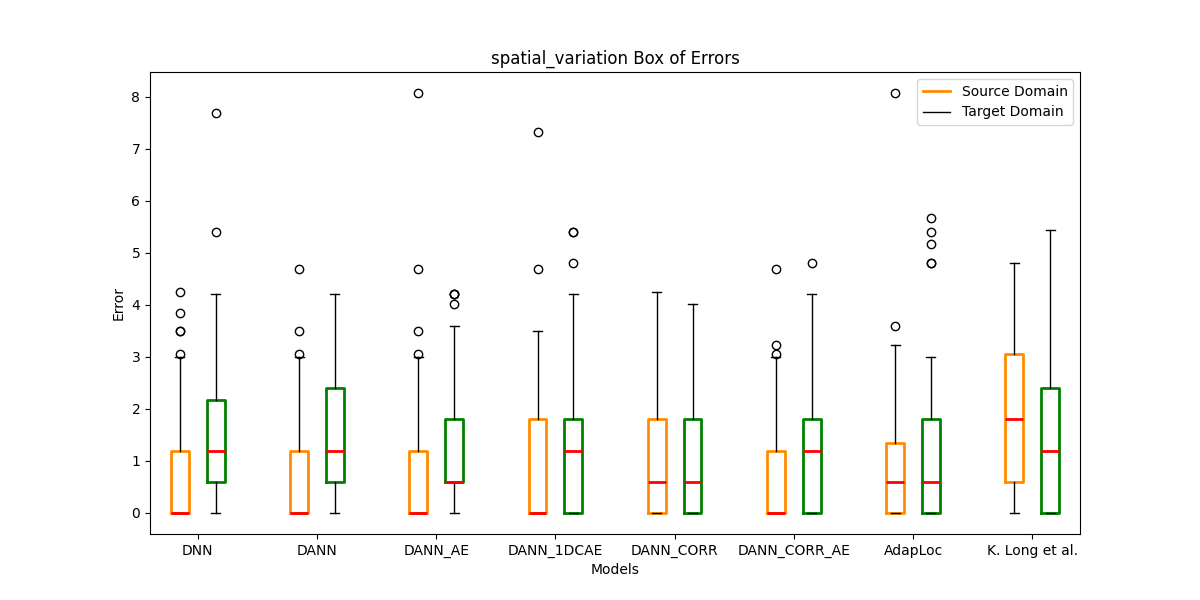 spatial_variation Box of Errors
Source Domain
Target Domain
8
7
6
5
4
3
2
1
0
Error
DNN DANN DANN_AE DANN_1DCAE DANN_CORR DANN_CORR_AE AdapLoc K. Long et al.
Models